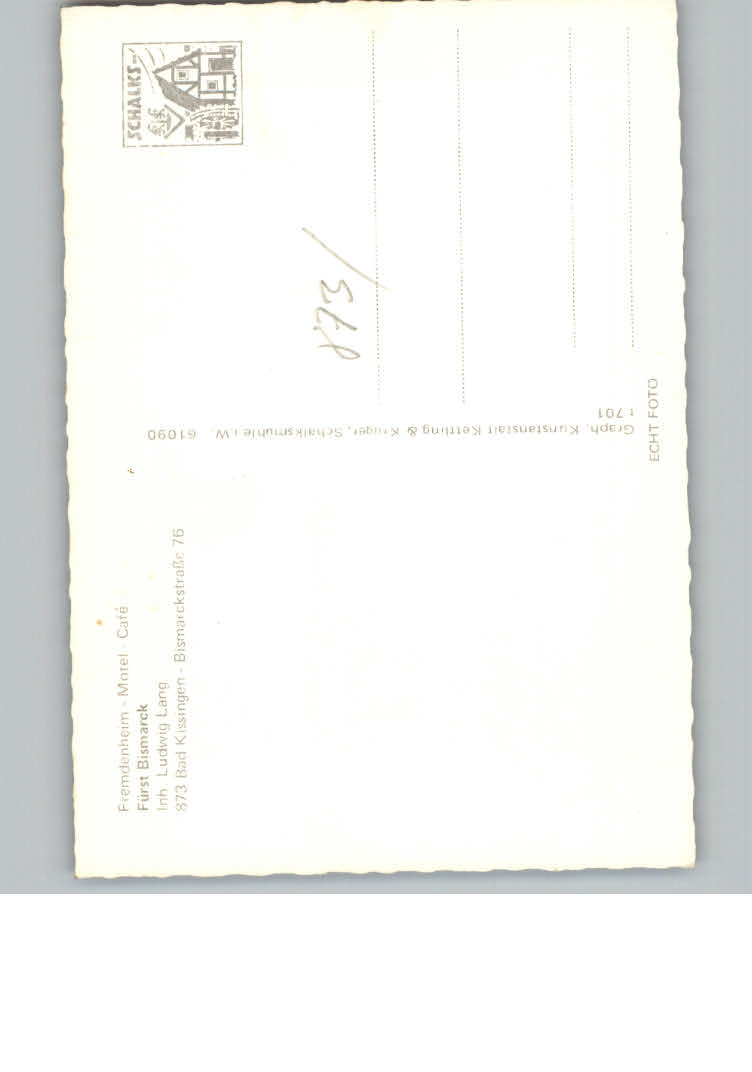 Fremdenheim - Motel - Café
Fürst Bismarck
Inh. Ludwig Lang
873 Bad Kissingen - Bismarckstraße 76
Graph. Kunstanstalt Kettling & Krüger, Schalksmühle i.W. 61090
t 701
ECHT FOTO
SCHALKS
873/